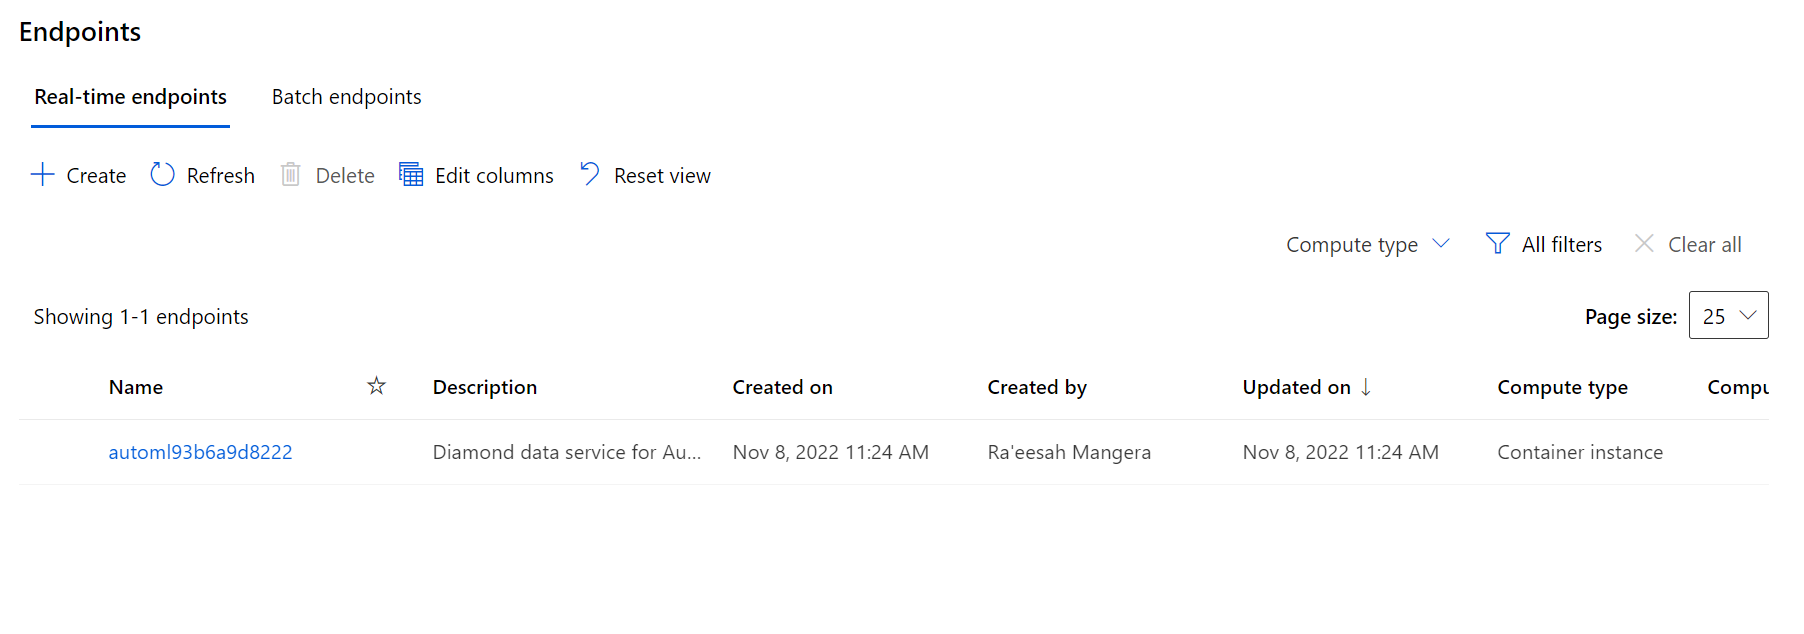 Endpoints
Real-time endpoints Batch endpoints
Create Refresh Delete Edit columns Reset view
Compute type All filters Clear all
Showing 1-1 endpoints Page size: 25
Name Description Created on Created by Updated on Compute type Compu
automl93b6a9d8222 Diamond data service for Au... Nov 8, 2022 11:24 AM Ra'eesah Mangera Nov 8, 2022 11:24 AM Container instance